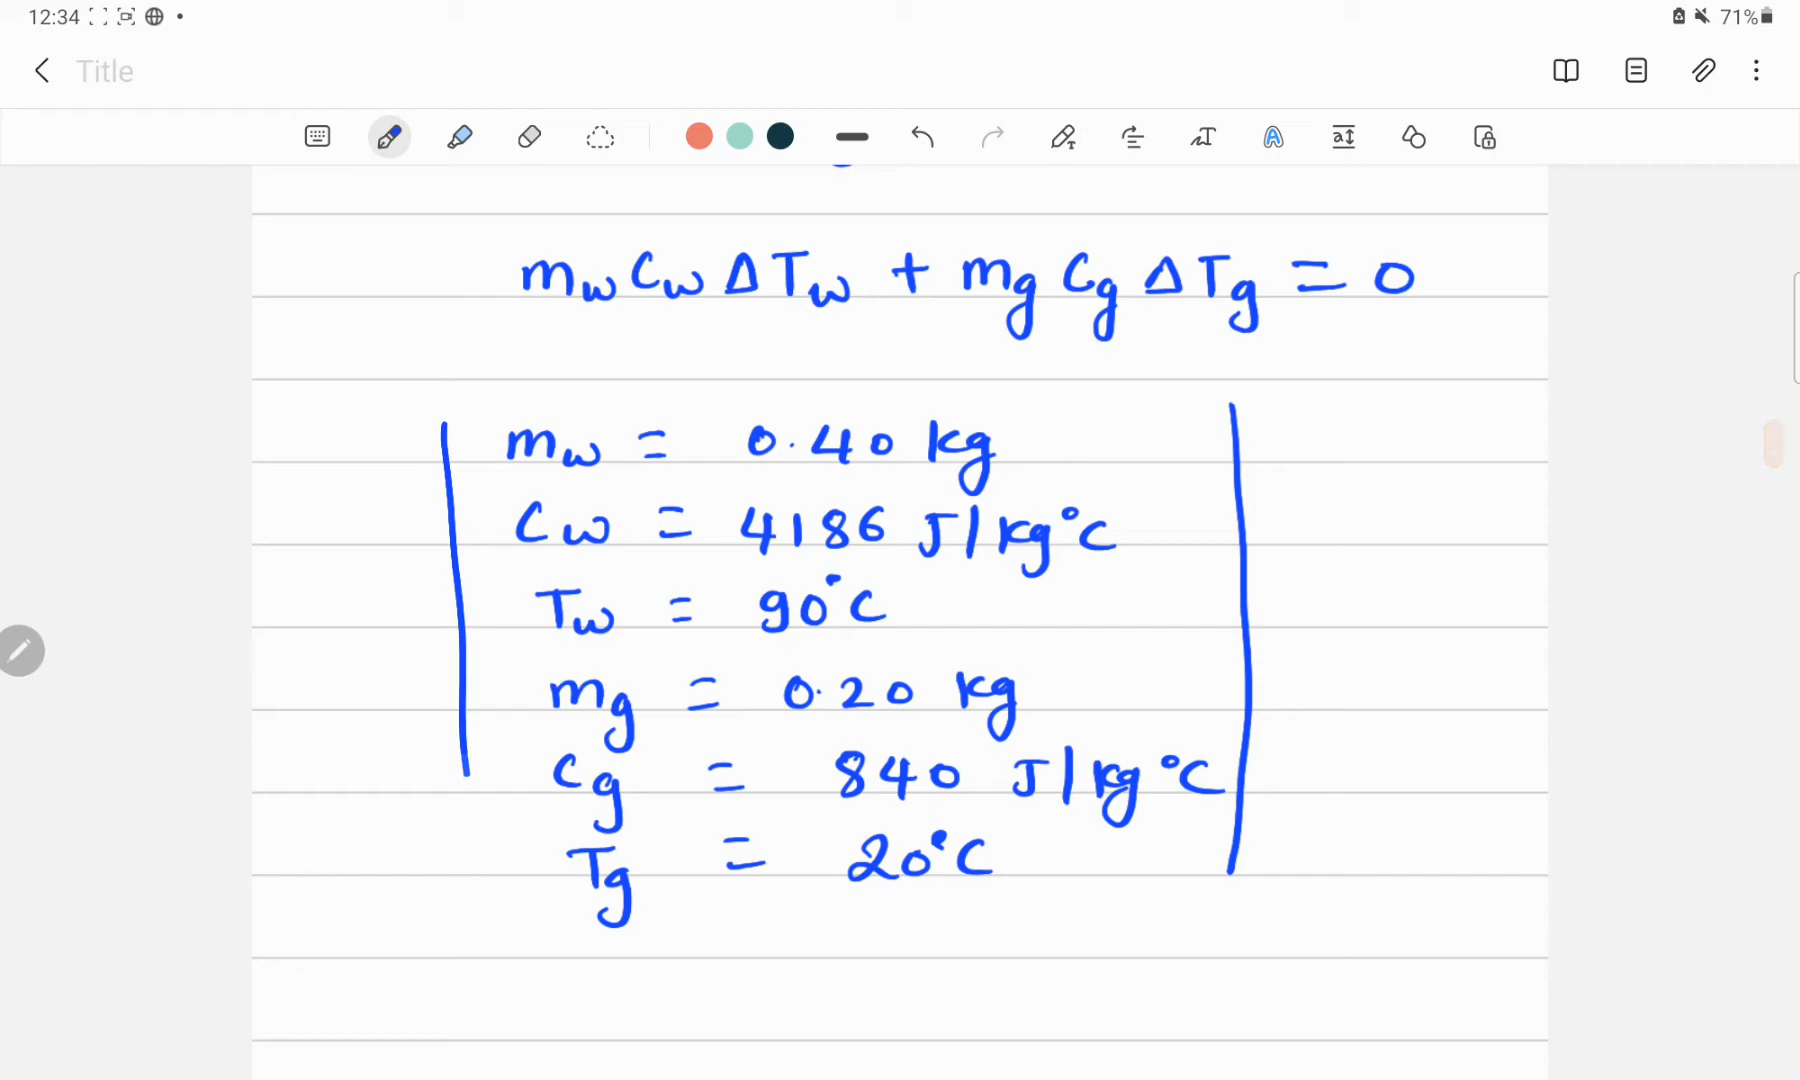 12:34 71%
Title
mw Cw ΔTw + mg Cg ΔTg = 0
mw = 0.40 kg
Cw = 4186 J/kg°C
Tw = 90°C
mg = 0.20 kg
Cg = 840 J/kg°C
Tg = 20°C